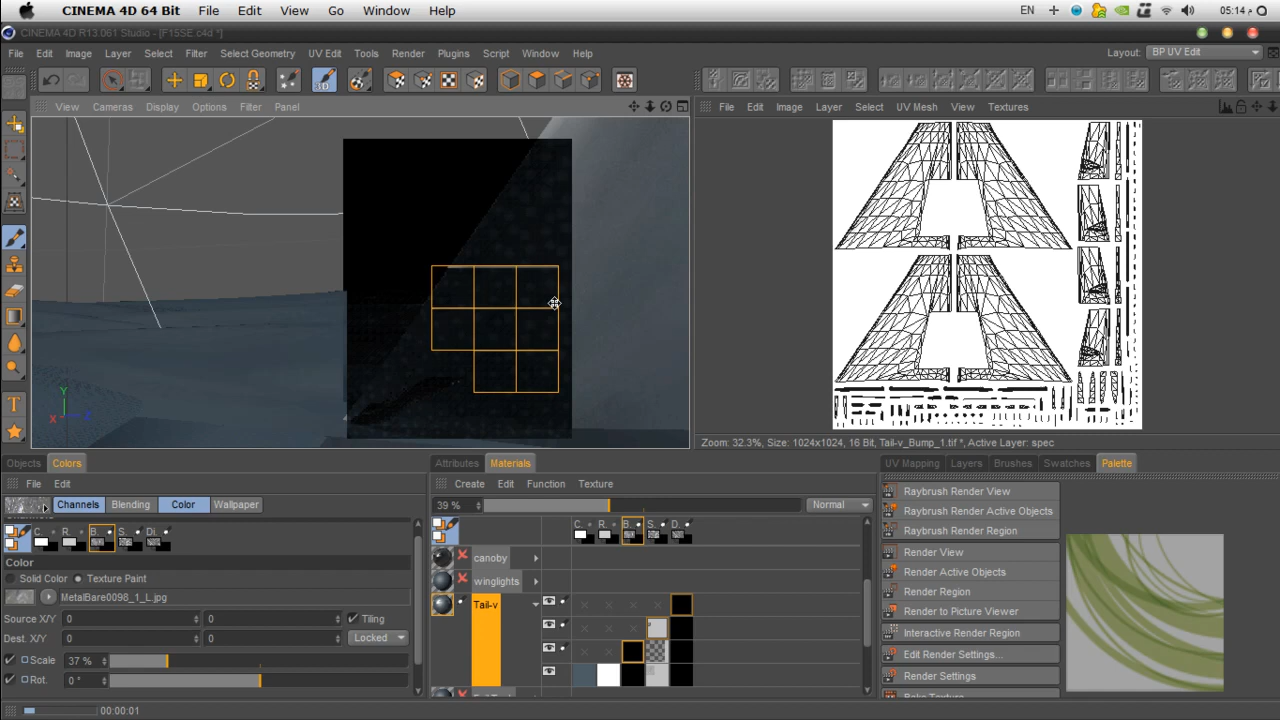 CINEMA 4D 64 Bit File Edit View Go Window Help EN 05:14 م
CINEMA 4D R13.061 Studio - [F15SE.c4d *]
File Edit Image Layer Select Filter Select Geometry UV Edit Tools Render Plugins Script Window Help Layout: BP UV Edit
3D
View Cameras Display Options Filter Panel
File Edit Image Layer Select UV Mesh View Textures
Y
X Z
Zoom: 32.3%, Size: 1024x1024, 16 Bit, Tail-v_Bump_1.tif *, Active Layer: spec
Objects Colors
Attributes Materials
UV Mapping Layers Brushes Swatches Palette
File Edit
Create Edit Function Texture
Channels Blending Color Wallpaper
39 % Normal
C. R. B. S. Di.
C. R. B. S. D.
Color
Solid Color Texture Paint
MetalBare0098_1_L.jpg
Source X/Y 0 0 Tiling
Dest. X/Y 0 0 Locked
Scale 37 %
Rot. 0 °
canoby
winglights
Tail-v
Raybrush Render View
Raybrush Render Active Objects
Raybrush Render Region
Render View
Render Active Objects
Render Region
Render to Picture Viewer
Interactive Render Region
Edit Render Settings...
Render Settings
00:00:01